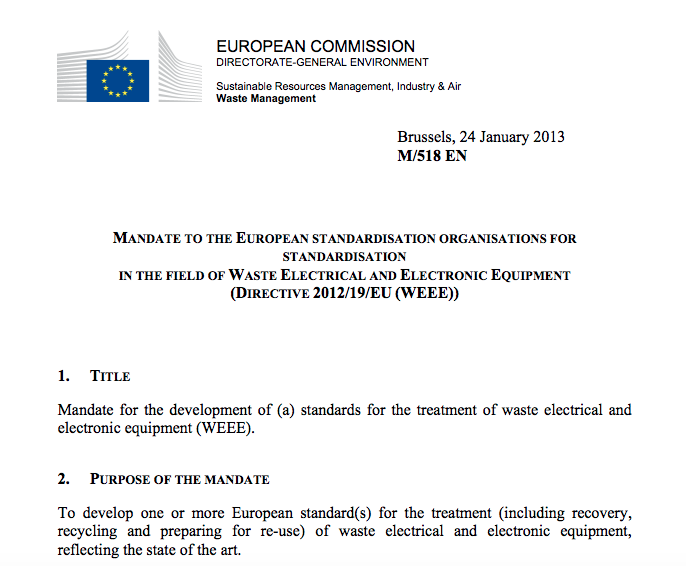 EUROPEAN COMMISSION
DIRECTORATE-GENERAL ENVIRONMENT
Sustainable Resources Management, Industry & Air
Waste Management
Brussels, 24 January 2013
M/518 EN
MANDATE TO THE EUROPEAN STANDARDISATION ORGANISATIONS FOR
STANDARDISATION
IN THE FIELD OF WASTE ELECTRICAL AND ELECTRONIC EQUIPMENT
(DIRECTIVE 2012/19/EU (WEEE))
1. TITLE
Mandate for the development of (a) standards for the treatment of waste electrical and
electronic equipment (WEEE).
2. PURPOSE OF THE MANDATE
To develop one or more European standard(s) for the treatment (including recovery,
recycling and preparing for re-use) of waste electrical and electronic equipment,
reflecting the state of the art.